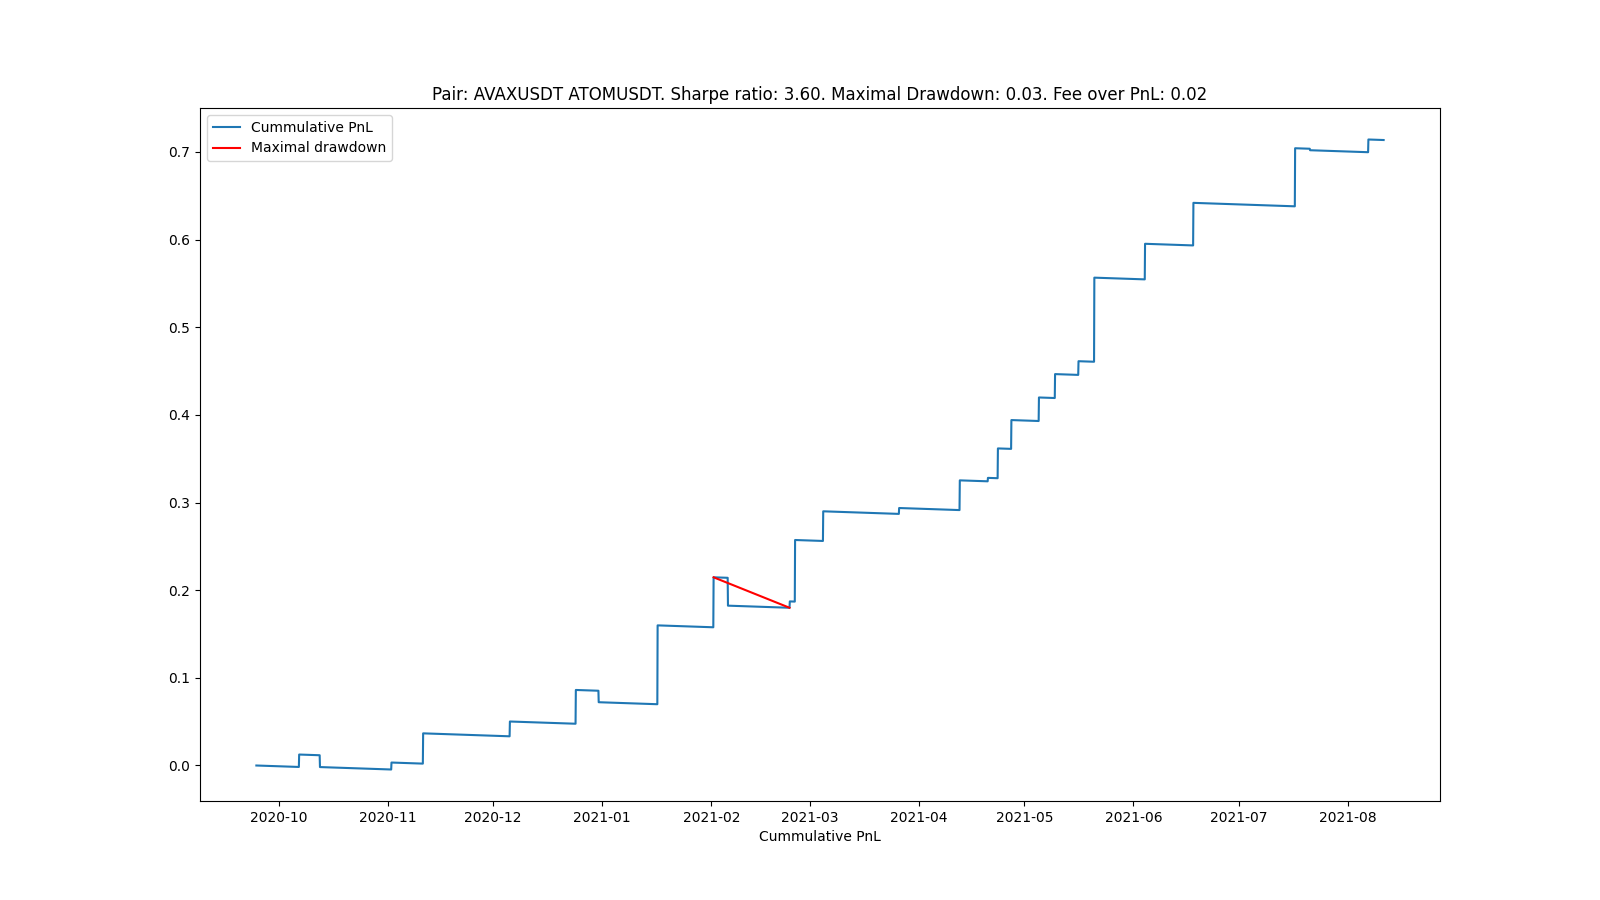 Pair: AVAXUSDT ATOMUSDT. Sharpe ratio: 3.60. Maximal Drawdown: 0.03. Fee over PnL: 0.02
Cummulative PnL
Maximal drawdown
0.7
0.6
0.5
0.4
0.3
0.2
0.1
0.0
2020-10 2020-11 2020-12 2021-01 2021-02 2021-03 2021-04 2021-05 2021-06 2021-07 2021-08
Cummulative PnL